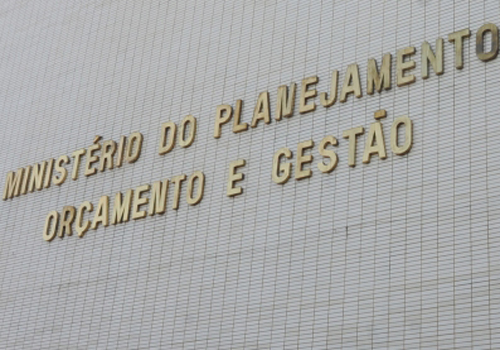 MINISTÉRIO DO PLANEJAMENTO
ORÇAMENTO E GESTÃO